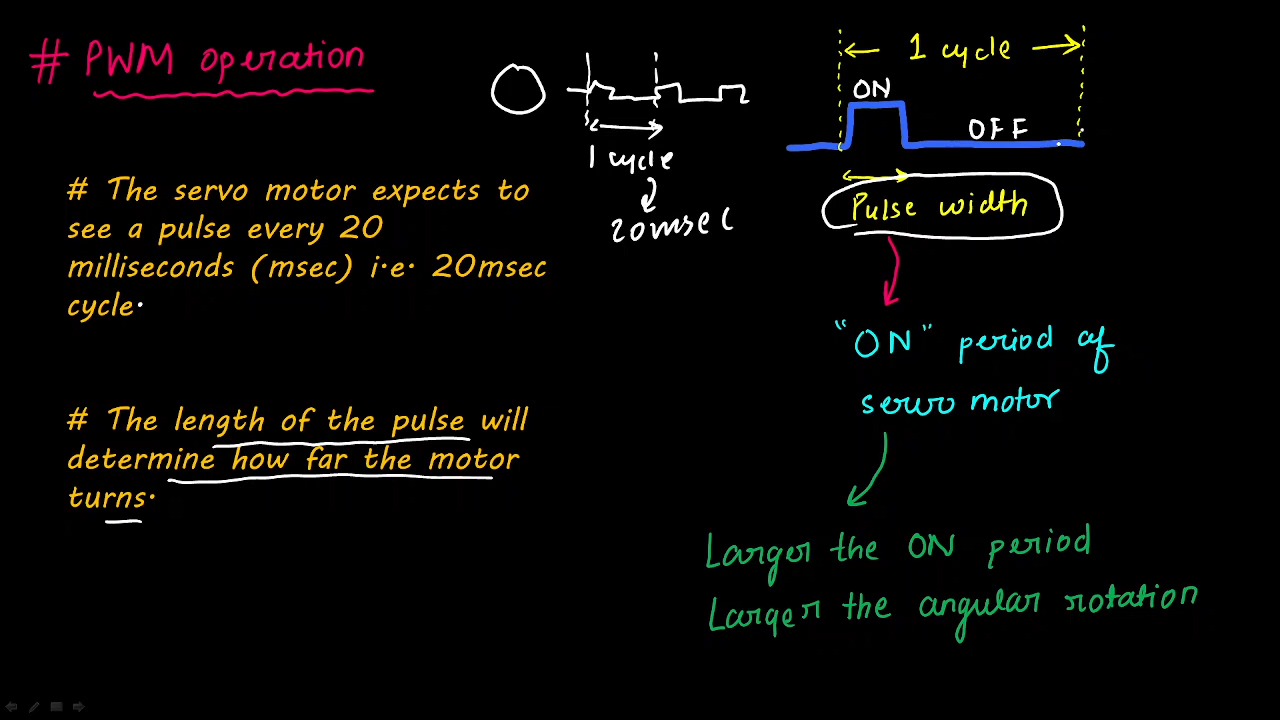 # PWM operation
# The servo motor expects to
see a pulse every 20
milliseconds (msec) i.e. 20msec
cycle.
# The length of the pulse will
determine how far the motor
turns.
1 cycle
20msec
1 cycle
ON
OFF
Pulse width
"ON" period of
servo motor
Larger the ON period
Larger the angular rotation